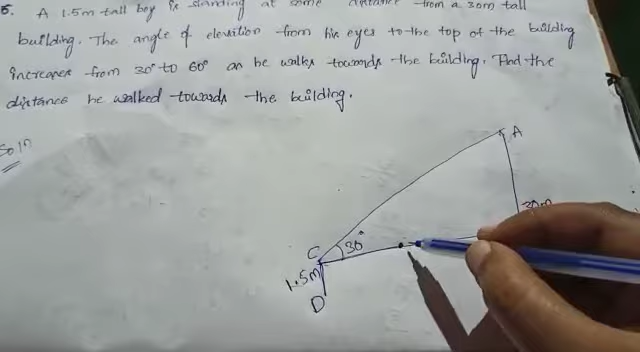 6. A 1.5m tall boy is standing at some distance from a 30m tall
building. The angle of elevation from his eyes to the top of the building
increases from 30° to 60° as he walks towards the building. Find the
distance he walked towards the building.
Soln
A
30m
C 30°
1.5m
D